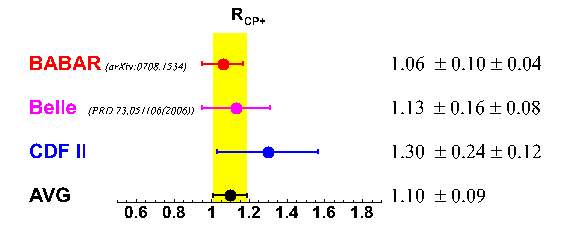 R CP+
BABAR (arXiv:0708.1534) 1.06 ± 0.10 ± 0.04
Belle (PRD 73,051106(2006)) 1.13 ± 0.16 ± 0.08
CDF II 1.30 ± 0.24 ± 0.12
AVG 1.10 ± 0.09
0.6 0.8 1 1.2 1.4 1.6 1.8